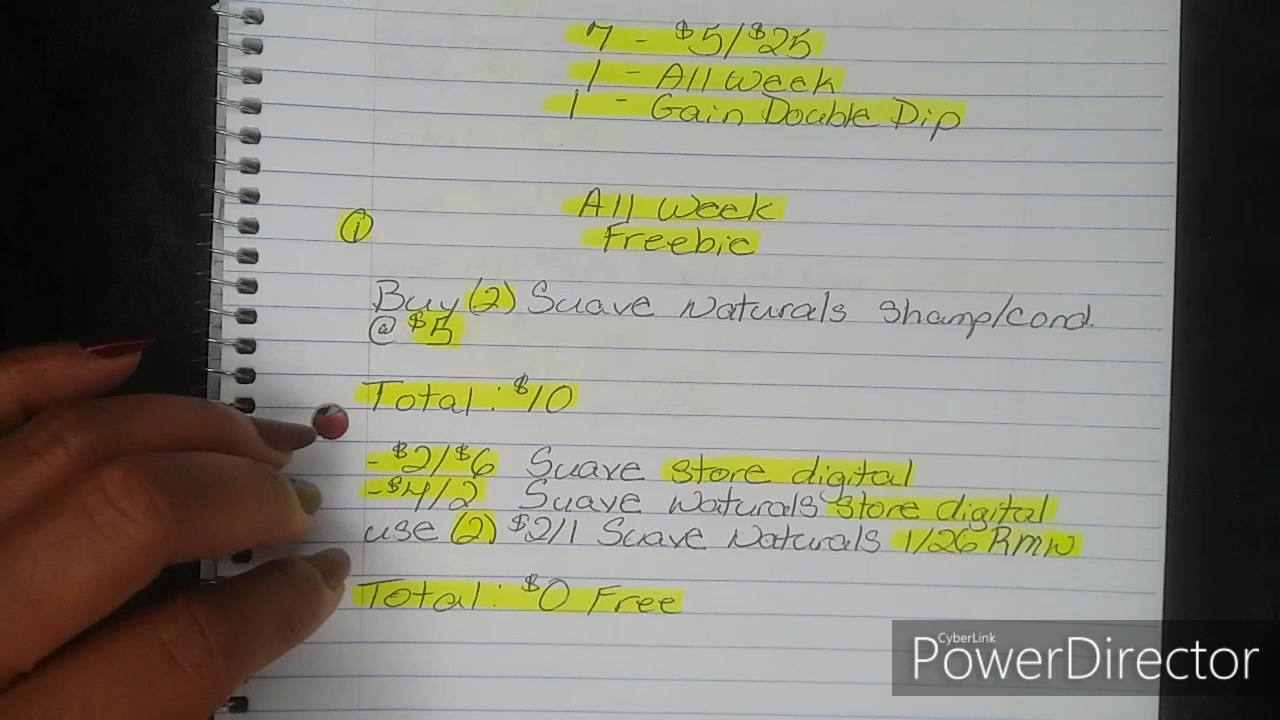 7 - $5/$25
1 - All Week
1 - Gain Double Dip
All Week
Freebie
1
Buy (2) Suave Naturals Shamp/cond.
@ $5
Total: $10
- $2/$6 Suave store digital
- $4/2 Suave Naturals store digital
use (2) $2/1 Suave Naturals 1/26 RMN
Total: $0 Free
CyberLink
PowerDirector